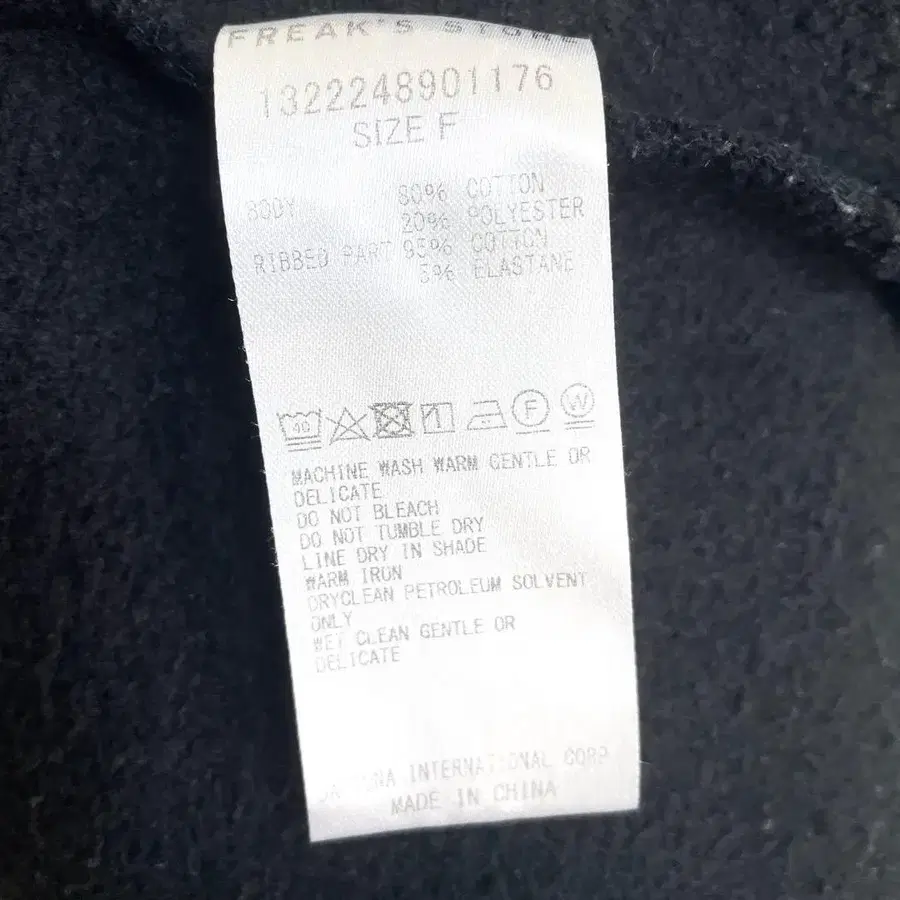 FREAK'S STORE
1322248901176
SIZE F
BODY 80% COTTON
20% POLYESTER
RIBBED PART 95% COTTON
5% ELASTANE
40 F W
MACHINE WASH WARM GENTLE OR
DELICATE
DO NOT BLEACH
DO NOT TUMBLE DRY
LINE DRY IN SHADE
WARM IRON
DRYCLEAN PETROLEUM SOLVENT
ONLY
WET CLEAN GENTLE OR
DELICATE
INTERNATIONAL CORP
MADE IN CHINA